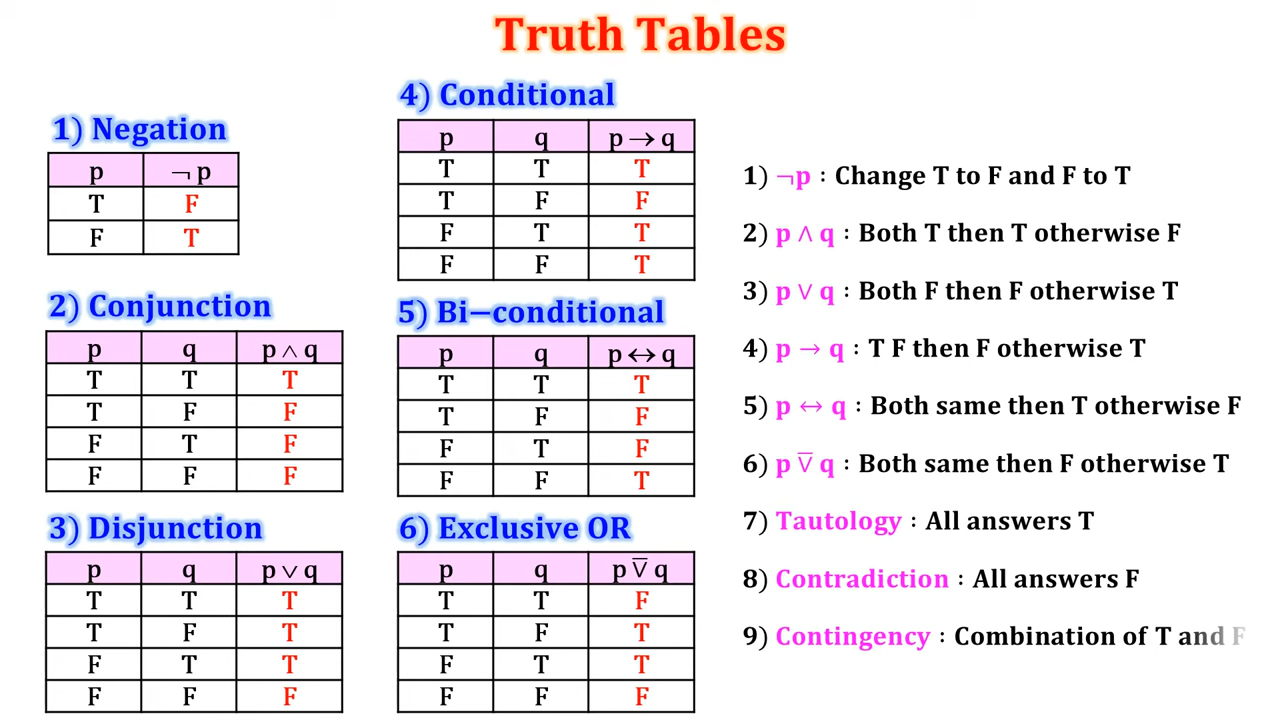 Truth Tables
1) Negation
p ¬ p
T F
F T
2) Conjunction
p q p ∧ q
T T T
T F F
F T F
F F F
3) Disjunction
p q p ∨ q
T T T
T F T
F T T
F F F
4) Conditional
p q p → q
T T T
T F F
F T T
F F T
5) Bi−conditional
p q p ↔ q
T T T
T F F
F T F
F F T
6) Exclusive OR
p q p ⊽ q
T T F
T F T
F T T
F F F
1) ¬p : Change T to F and F to T
2) p ∧ q : Both T then T otherwise F
3) p ∨ q : Both F then F otherwise T
4) p → q : T F then F otherwise T
5) p ↔ q : Both same then T otherwise F
6) p ⊽ q : Both same then F otherwise T
7) Tautology : All answers T
8) Contradiction : All answers F
9) Contingency : Combination of T and F